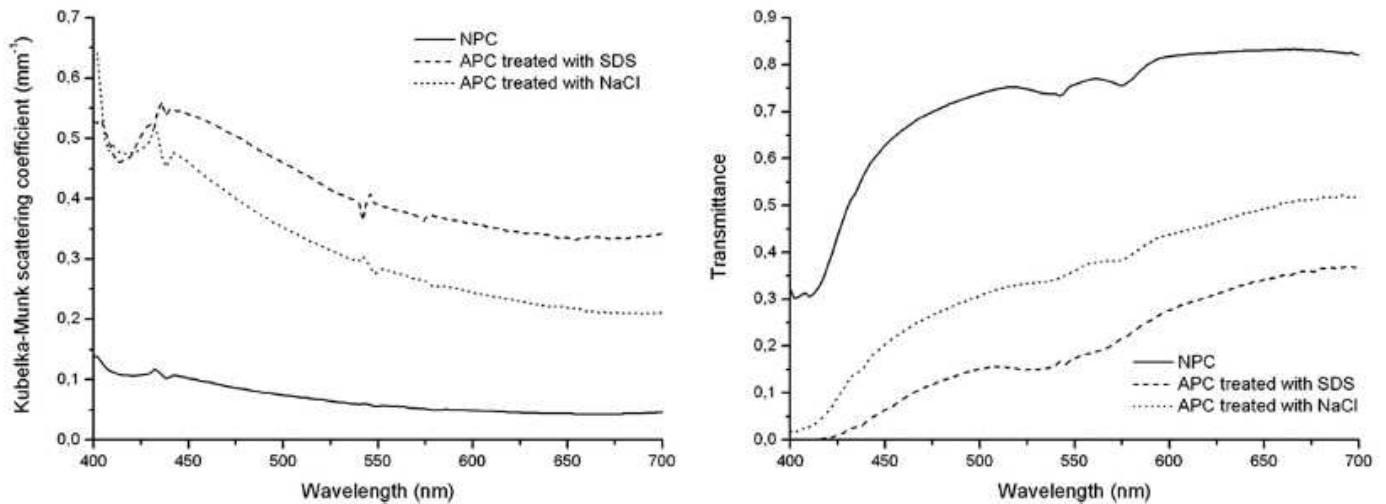 0,7
0,6
0,5
0,4
0,3
0,2
0,1
0,0
400 450 500 550 600 650 700
Kubelka-Munk scattering coefficient (mm⁻¹)
Wavelength (nm)
NPC
APC treated with SDS
APC treated with NaCl
0,9
0,8
0,7
0,6
0,5
0,4
0,3
0,2
0,1
0,0
400 450 500 550 600 650 700
Transmittance
Wavelength (nm)
NPC
APC treated with SDS
APC treated with NaCl